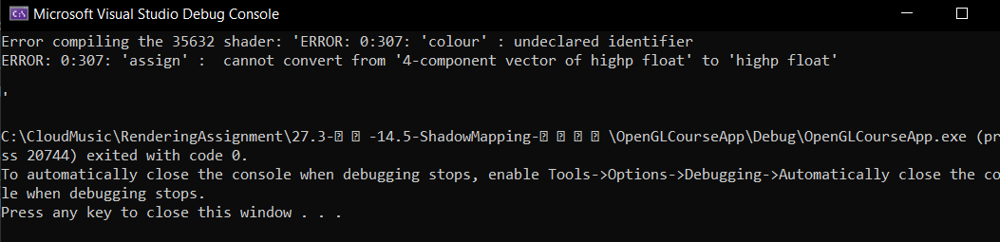 Microsoft Visual Studio Debug Console
Error compiling the 35632 shader: 'ERROR: 0:307: 'colour' : undeclared identifier
ERROR: 0:307: 'assign' :  cannot convert from '4-component vector of highp float' to 'highp float'
'
C:\CloudMusic\RenderingAssignment\27.3-⍰ ⍰ -14.5-ShadowMapping-⍰ ⍰ ⍰ ⍰ \OpenGLCourseApp\Debug\OpenGLCourseApp.exe (pr
ss 20744) exited with code 0.
To automatically close the console when debugging stops, enable Tools->Options->Debugging->Automatically close the co
le when debugging stops.
Press any key to close this window . . .